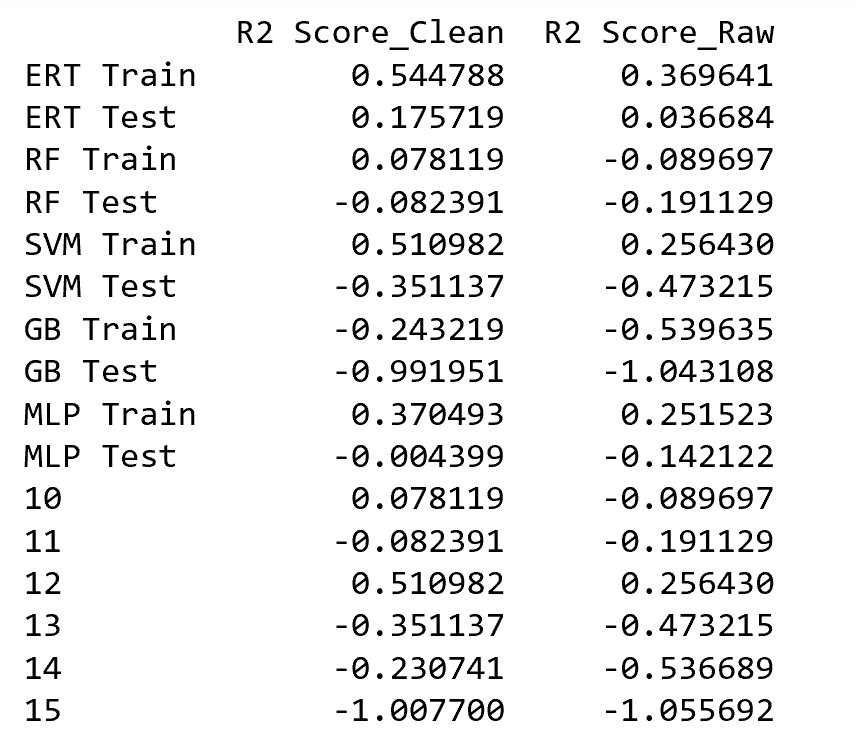 R2 Score_Clean R2 Score_Raw
ERT Train 0.544788 0.369641
ERT Test 0.175719 0.036684
RF Train 0.078119 -0.089697
RF Test -0.082391 -0.191129
SVM Train 0.510982 0.256430
SVM Test -0.351137 -0.473215
GB Train -0.243219 -0.539635
GB Test -0.991951 -1.043108
MLP Train 0.370493 0.251523
MLP Test -0.004399 -0.142122
10 0.078119 -0.089697
11 -0.082391 -0.191129
12 0.510982 0.256430
13 -0.351137 -0.473215
14 -0.230741 -0.536689
15 -1.007700 -1.055692